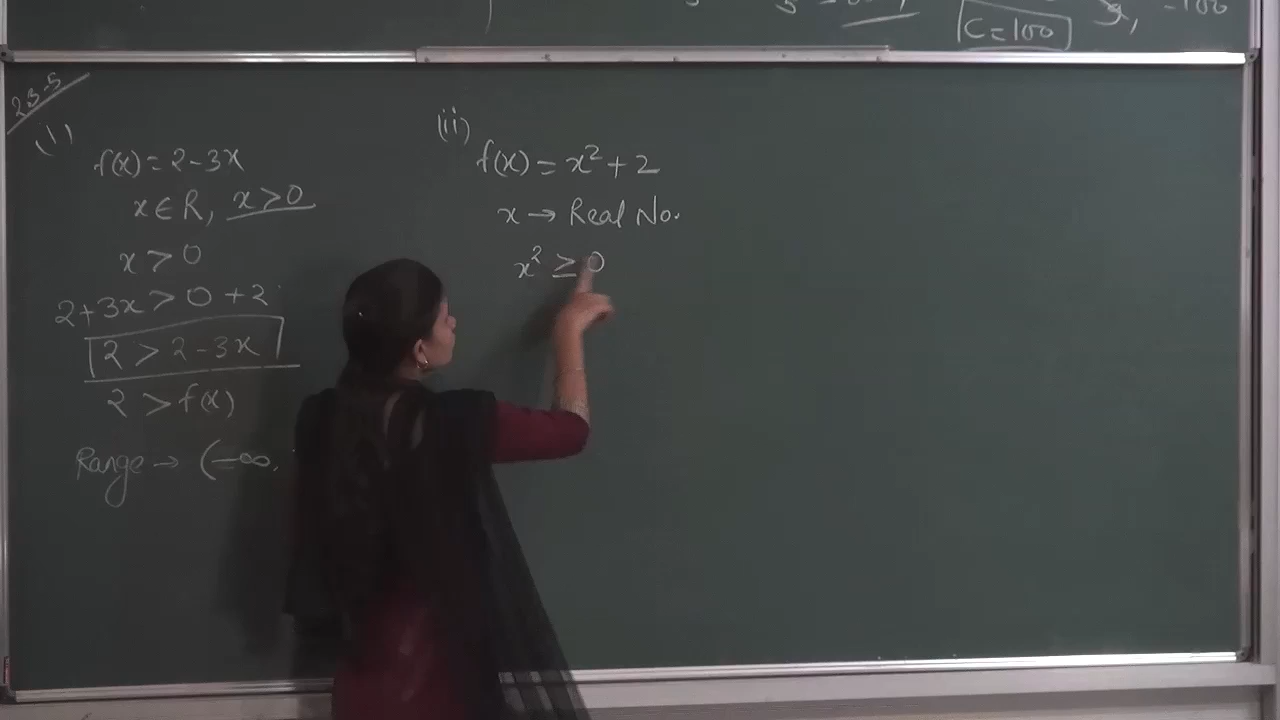 C=100
-100
23-5
(i)
f(x) = 2-3x
x ∈ R, x > 0
x > 0
2+3x > 0 +2
2 > 2-3x
2 > f(x)
Range → (-∞,
(ii)
f(x) = x² + 2
x → Real No.
x² ≥ 0